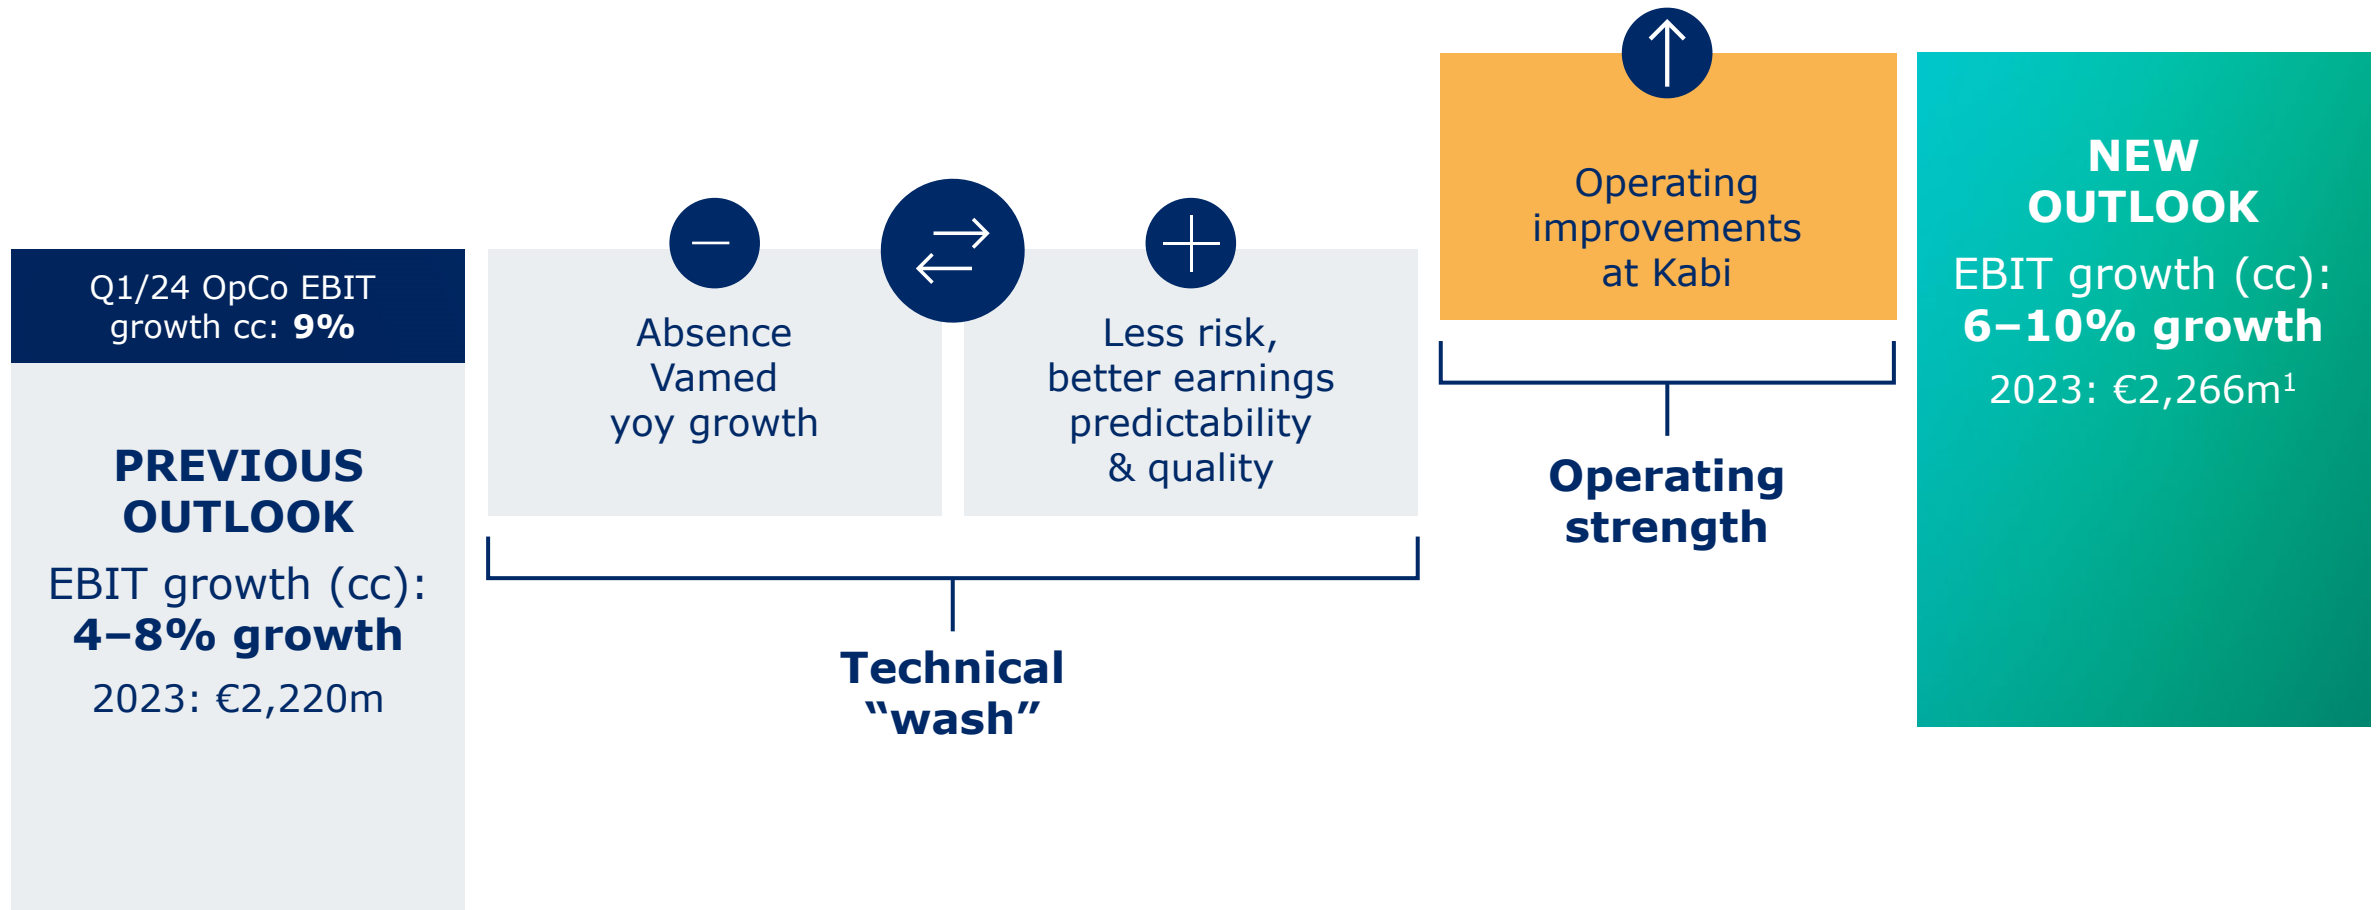 Q1/24 OpCo EBIT
growth cc: 9%
PREVIOUS
OUTLOOK
EBIT growth (cc):
4–8% growth
2023: €2,220m
Absence
Vamed
yoy growth
Less risk,
better earnings
predictability
& quality
Technical
“wash”
Operating
improvements
at Kabi
Operating
strength
NEW
OUTLOOK
EBIT growth (cc):
6–10% growth
2023: €2,266m¹